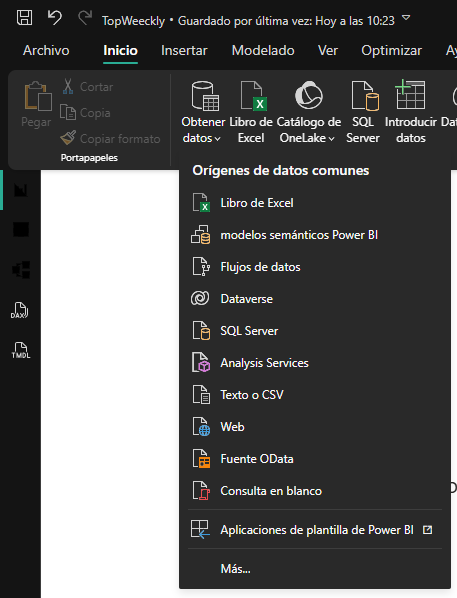 TopWeeckly • Guardado por última vez: Hoy a las 10:23
Archivo Inicio Insertar Modelado Ver Optimizar
Pegar
Cortar
Copia
Copiar formato
Portapapeles
Obtener datos
Libro de Excel
Catálogo de OneLake
SQL Server
Introducir datos
Orígenes de datos comunes
Libro de Excel
modelos semánticos Power BI
Flujos de datos
Dataverse
SQL Server
Analysis Services
Texto o CSV
Web
Fuente OData
Consulta en blanco
Aplicaciones de plantilla de Power BI
Más...
DAX
TMDL